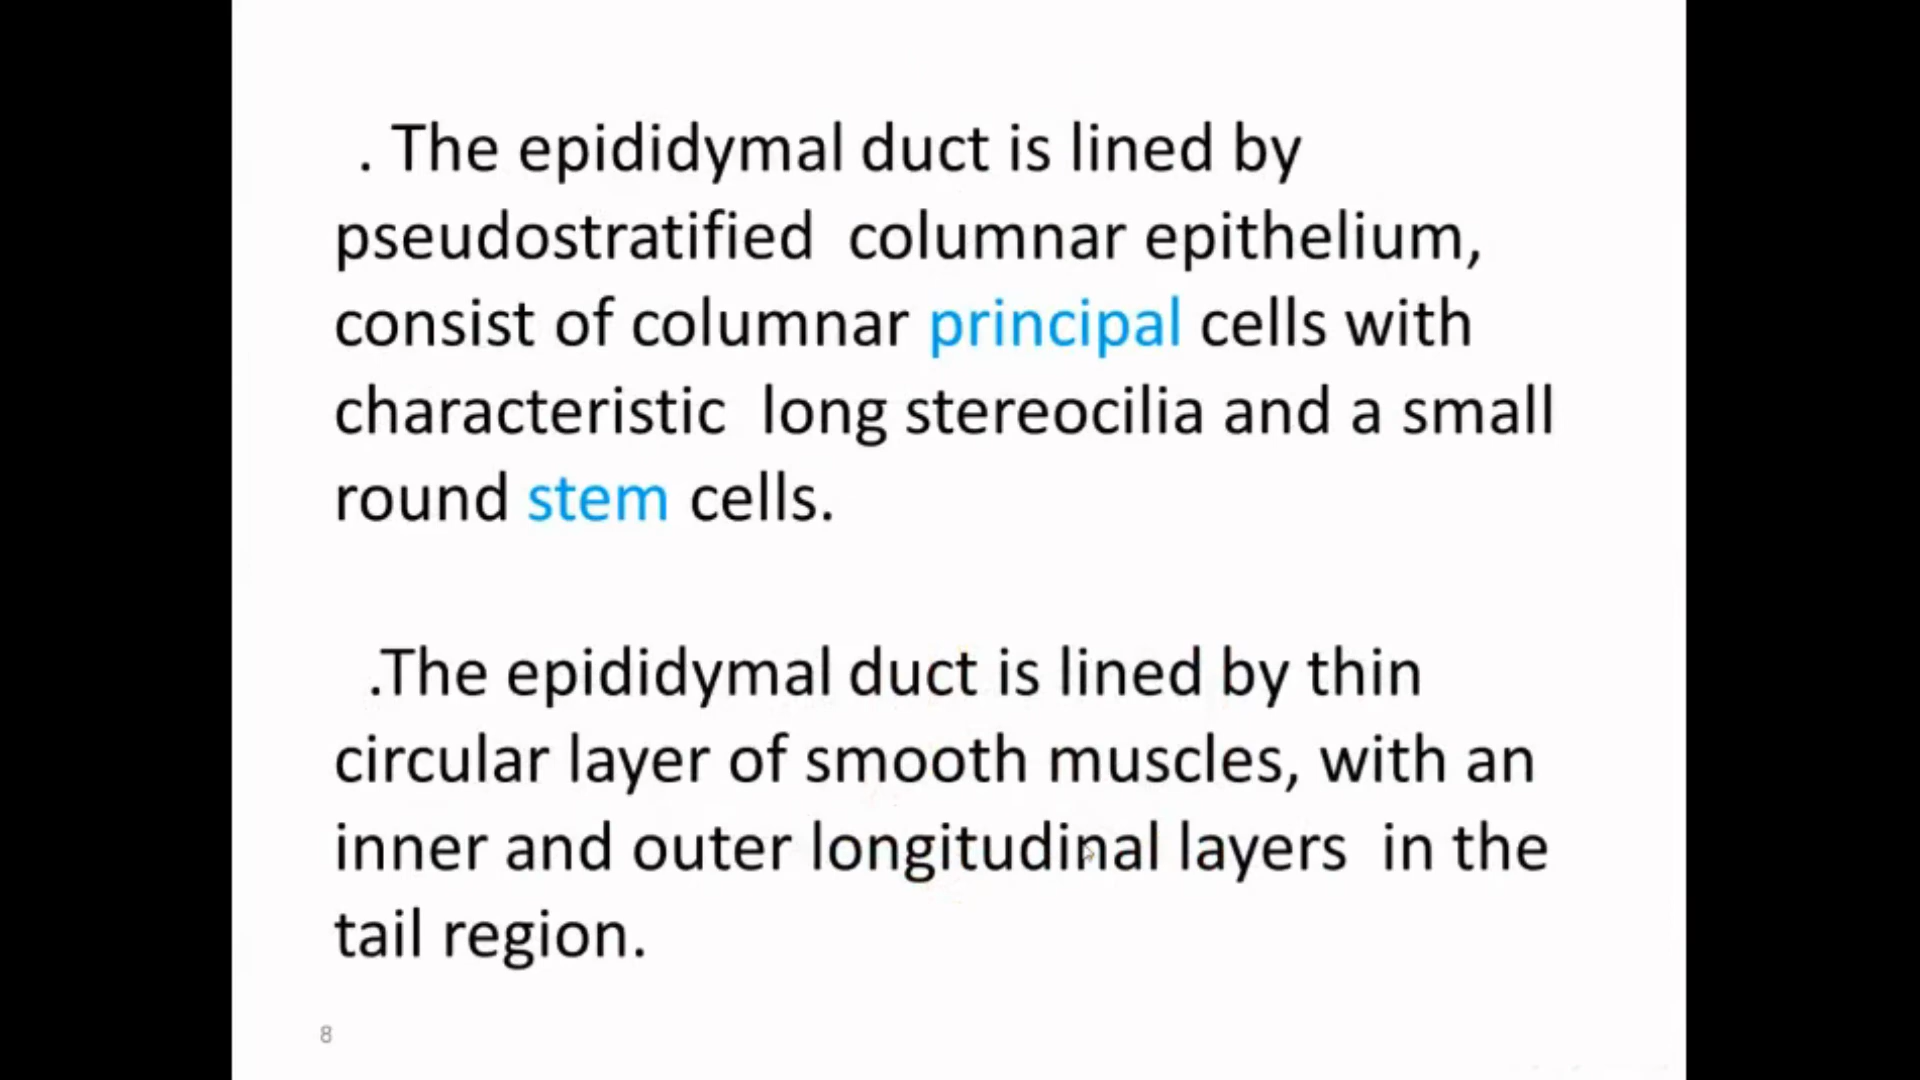 . The epididymal duct is lined by
pseudostratified  columnar epithelium,
consist of columnar principal cells with
characteristic  long stereocilia and a small
round stem cells.
.The epididymal duct is lined by thin
circular layer of smooth muscles, with an
inner and outer longitudinal layers  in the
tail region.
8